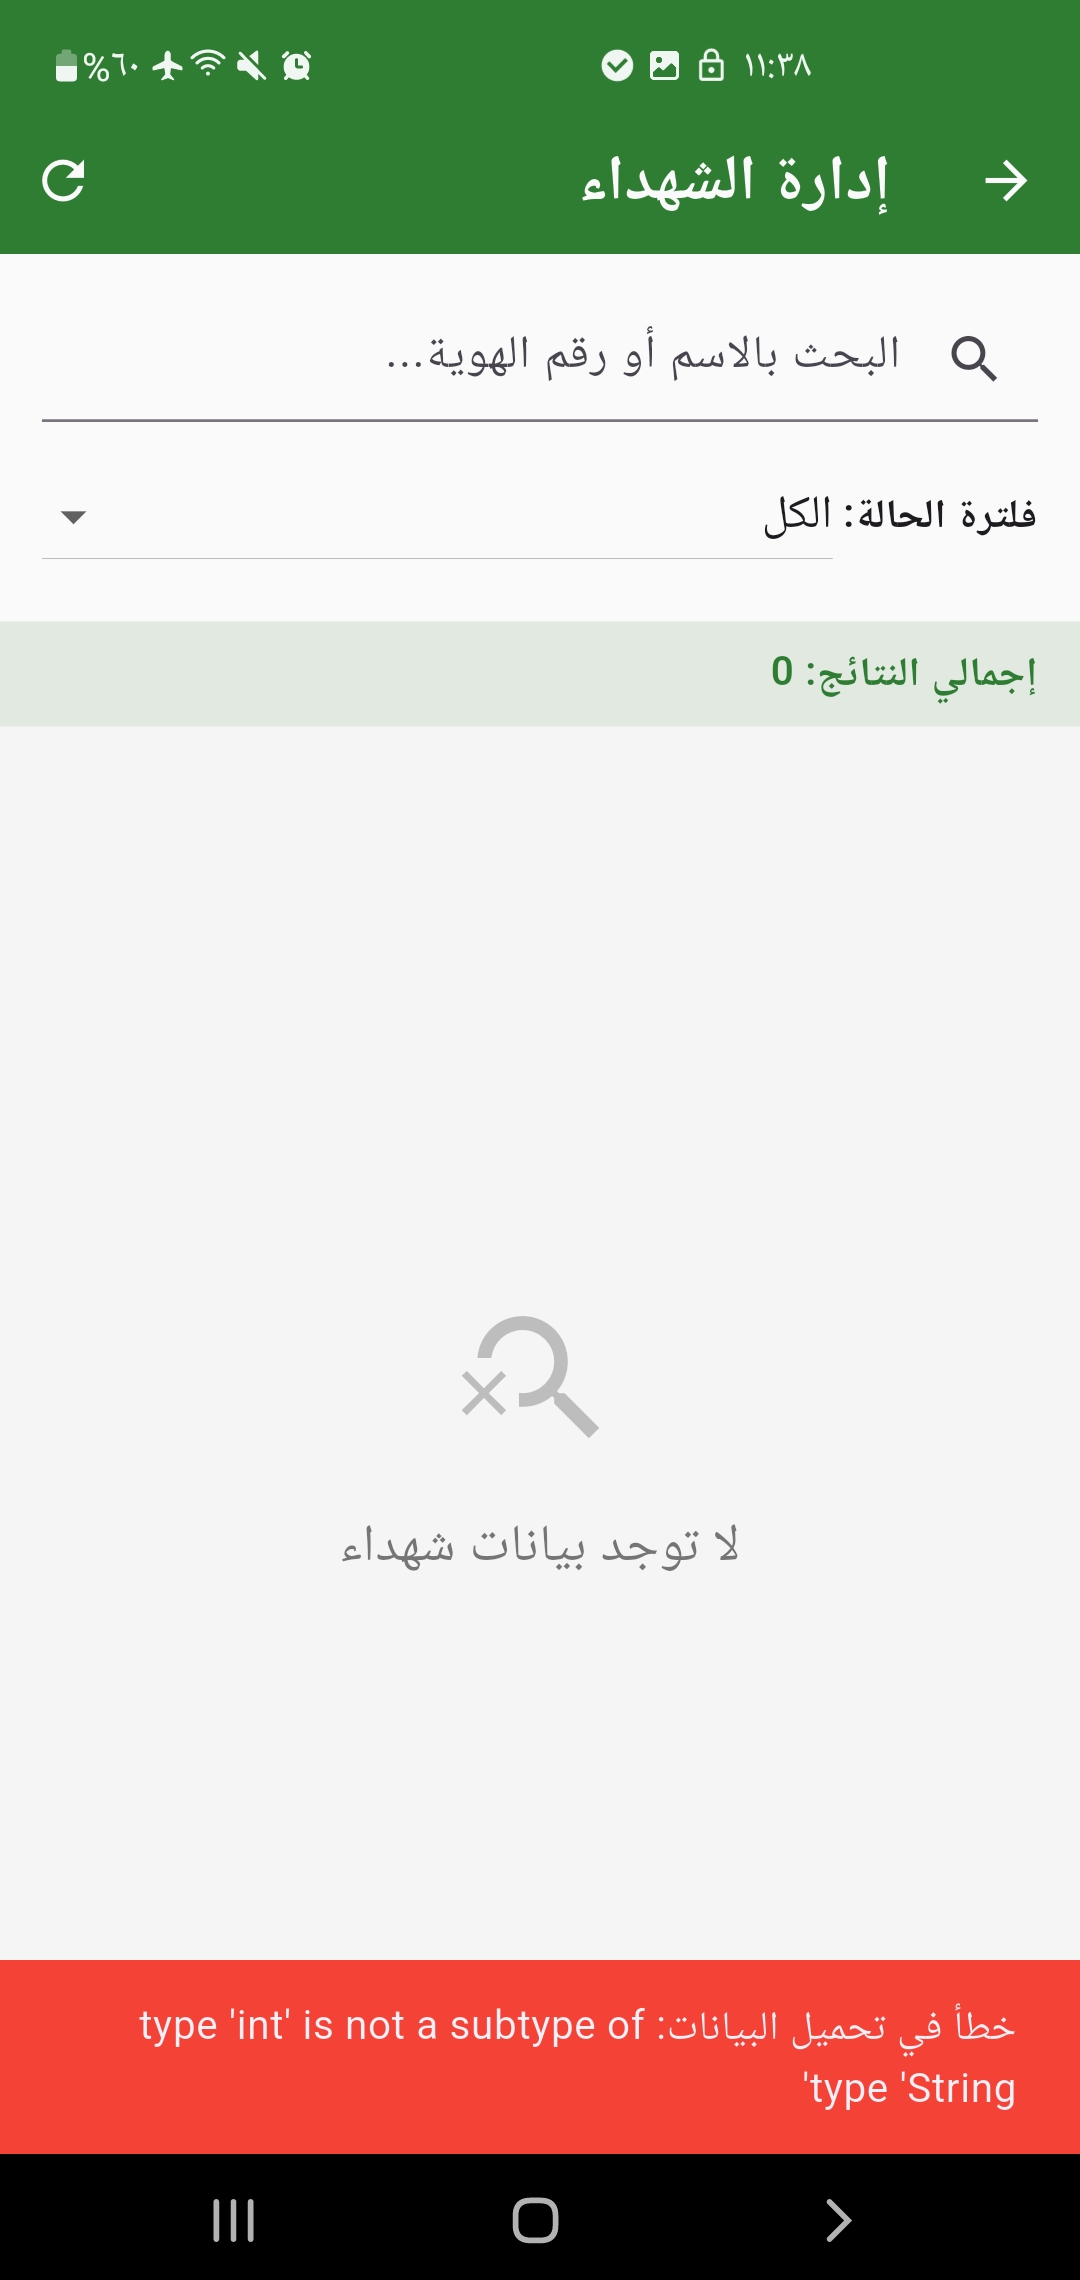 ١١:٣٨
%٦٠
إدارة الشهداء
البحث بالاسم أو رقم الهوية...
فلترة الحالة: الكل
إجمالي النتائج: 0
لا توجد بيانات شهداء
خطأ في تحميل البيانات: type 'int' is not a subtype of
type 'String'